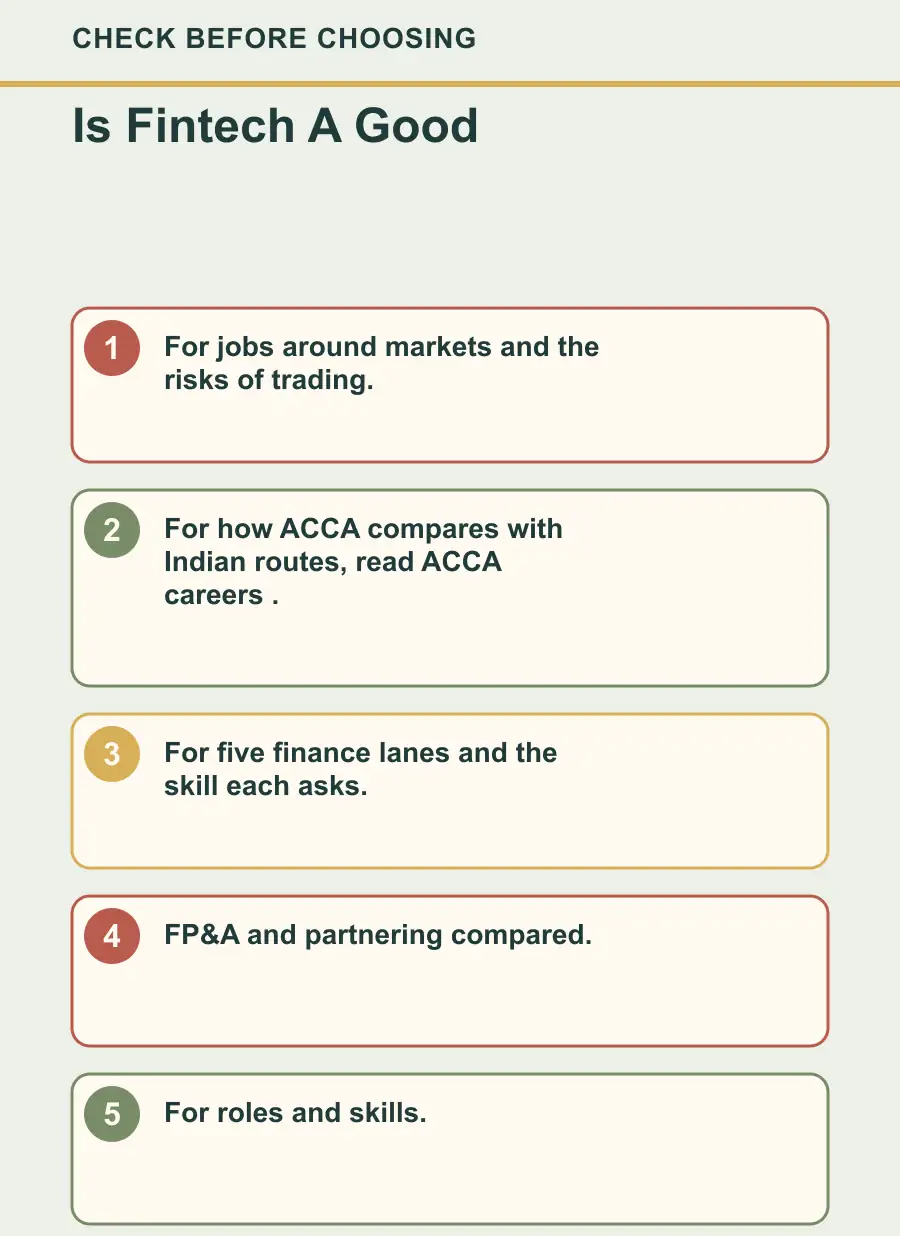 CHECK BEFORE CHOOSING
Is Fintech A Good
1
For jobs around markets and the
risks of trading.
2
For how ACCA compares with
Indian routes, read ACCA
careers .
3
For five finance lanes and the
skill each asks.
4
FP&A and partnering compared.
5
For roles and skills.